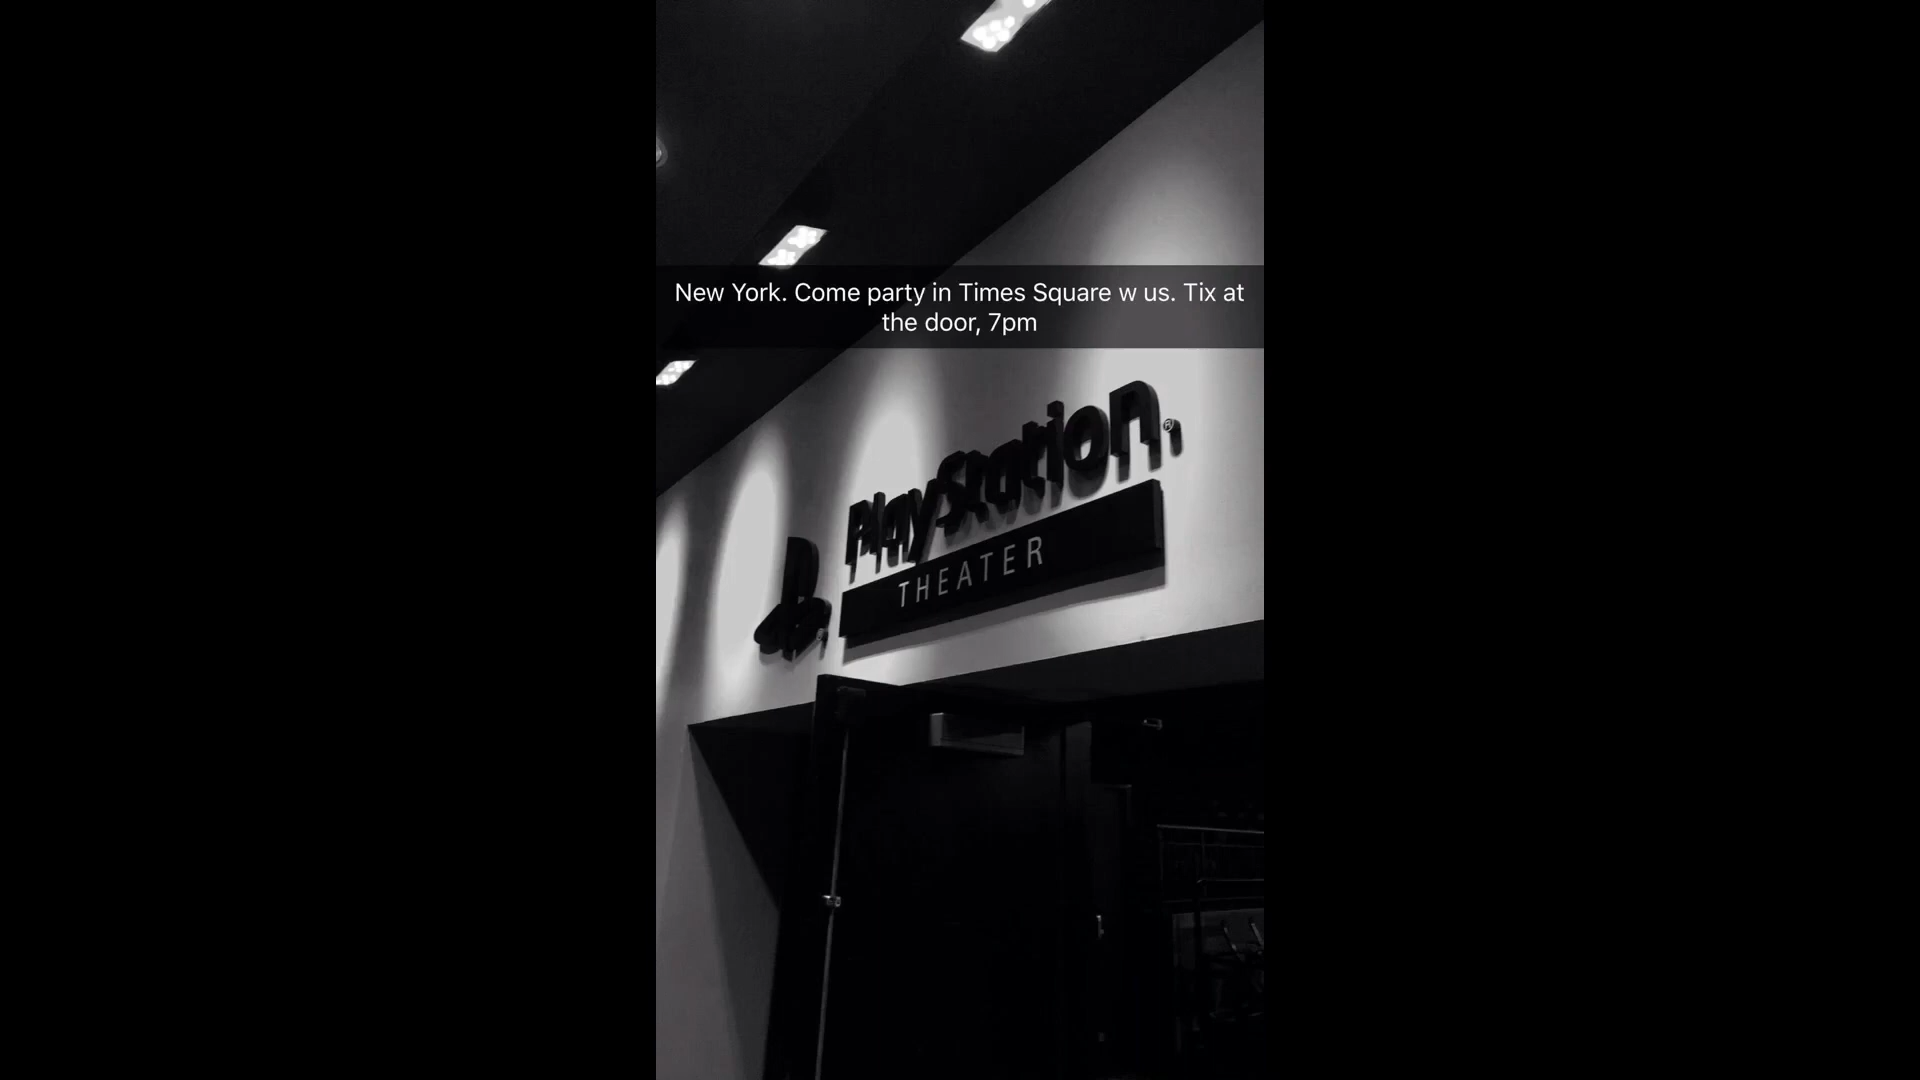 New York. Come party in Times Square w us. Tix at
the door, 7pm
PlayStation®
THEATER